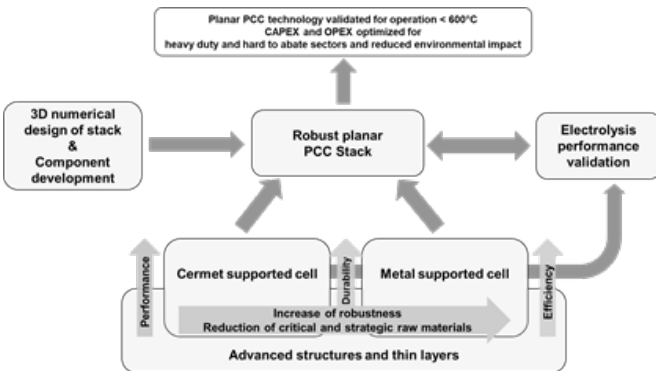 Planar PCC technology validated for operation < 600°C
CAPEX and OPEX optimized for
heavy duty and hard to abate sectors and reduced environmental impact
3D numerical
design of stack
&
Component
development
Robust planar
PCC Stack
Electrolysis
performance
validation
Performance
Cermet supported cell
Durability
Metal supported cell
Efficiency
Increase of robustness
Reduction of critical and strategic raw materials
Advanced structures and thin layers